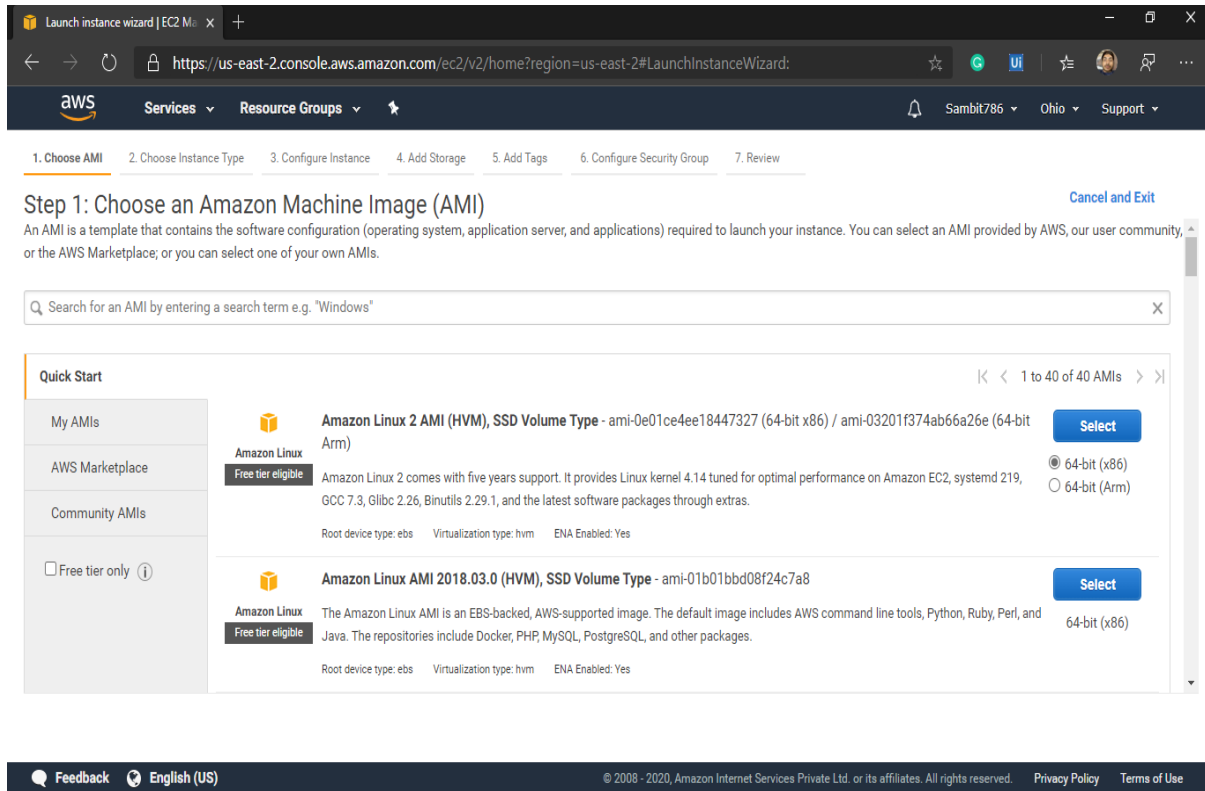 Launch instance wizard | EC2 Ma
https://us-east-2.console.aws.amazon.com/ec2/v2/home?region=us-east-2#LaunchInstanceWizard:
G
Ui
aws
Services
Resource Groups
Sambit786
Ohio
Support
1. Choose AMI
2. Choose Instance Type
3. Configure Instance
4. Add Storage
5. Add Tags
6. Configure Security Group
7. Review
Step 1: Choose an Amazon Machine Image (AMI)
Cancel and Exit
An AMI is a template that contains the software configuration (operating system, application server, and applications) required to launch your instance. You can select an AMI provided by AWS, our user community,
or the AWS Marketplace; or you can select one of your own AMIs.
Search for an AMI by entering a search term e.g. "Windows"
Quick Start
My AMIs
AWS Marketplace
Community AMIs
Free tier only
1 to 40 of 40 AMIs
Amazon Linux
Free tier eligible
Amazon Linux 2 AMI (HVM), SSD Volume Type - ami-0e01ce4ee18447327 (64-bit x86) / ami-03201f374ab66a26e (64-bit
Arm)
Amazon Linux 2 comes with five years support. It provides Linux kernel 4.14 tuned for optimal performance on Amazon EC2, systemd 219,
GCC 7.3, Glibc 2.26, Binutils 2.29.1, and the latest software packages through extras.
Root device type: ebs Virtualization type: hvm ENA Enabled: Yes
Select
64-bit (x86)
64-bit (Arm)
Amazon Linux
Free tier eligible
Amazon Linux AMI 2018.03.0 (HVM), SSD Volume Type - ami-01b01bbd08f24c7a8
The Amazon Linux AMI is an EBS-backed, AWS-supported image. The default image includes AWS command line tools, Python, Ruby, Perl, and
Java. The repositories include Docker, PHP, MySQL, PostgreSQL, and other packages.
Root device type: ebs Virtualization type: hvm ENA Enabled: Yes
Select
64-bit (x86)
Feedback
English (US)
© 2008 - 2020, Amazon Internet Services Private Ltd. or its affiliates. All rights reserved.
Privacy Policy
Terms of Use